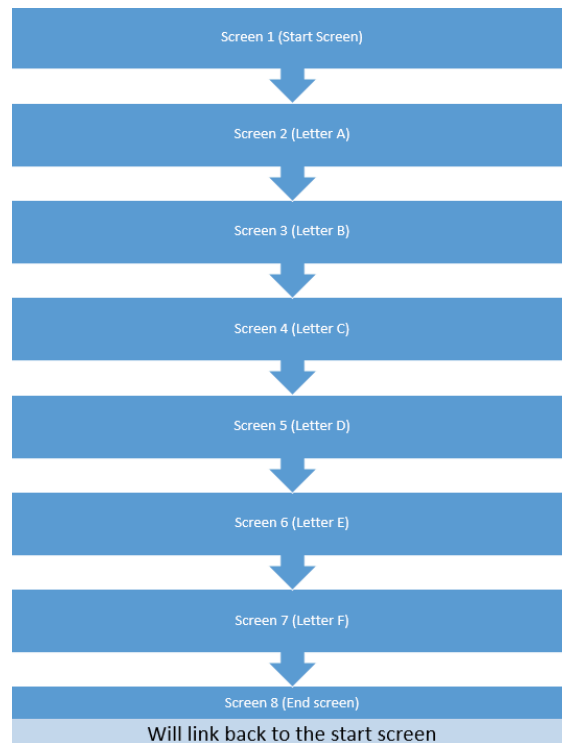 Screen 1 (Start Screen)
Screen 2 (Letter A)
Screen 3 (Letter B)
Screen 4 (Letter C)
Screen 5 (Letter D)
Screen 6 (Letter E)
Screen 7 (Letter F)
Screen 8 (End screen)
Will link back to the start screen